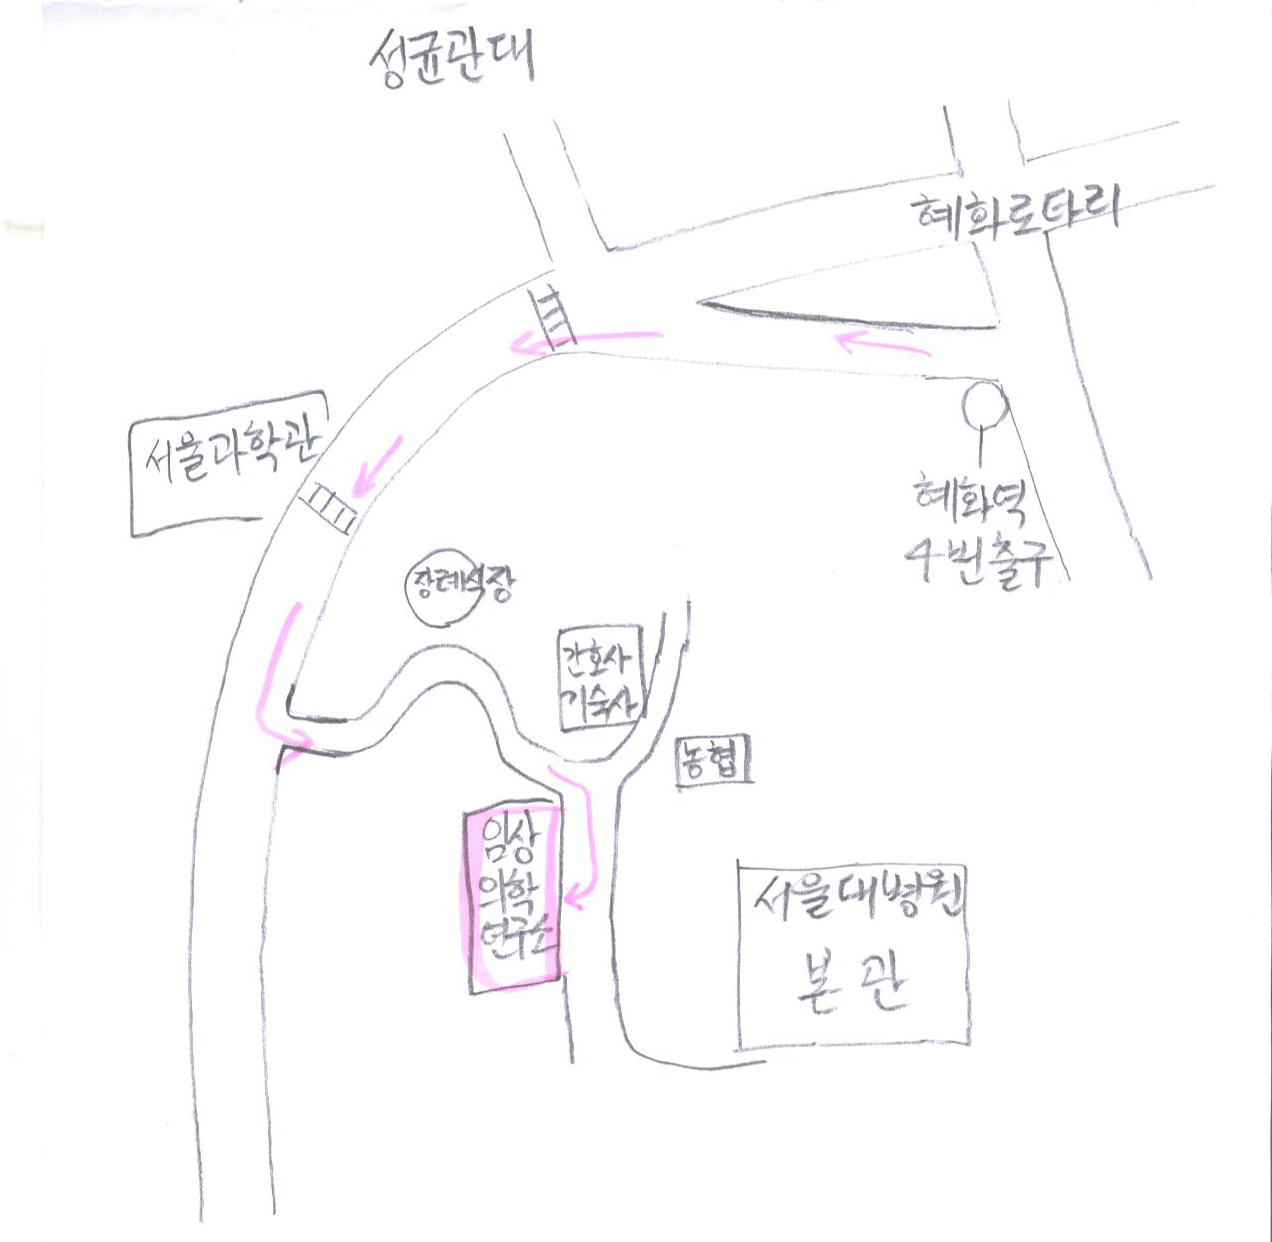 성균관대
혜화로타리
서울과학관
혜화역
4번출구
장례식장
간호사
기숙사
농협
임상
의학
연구소
서울대병원
본관